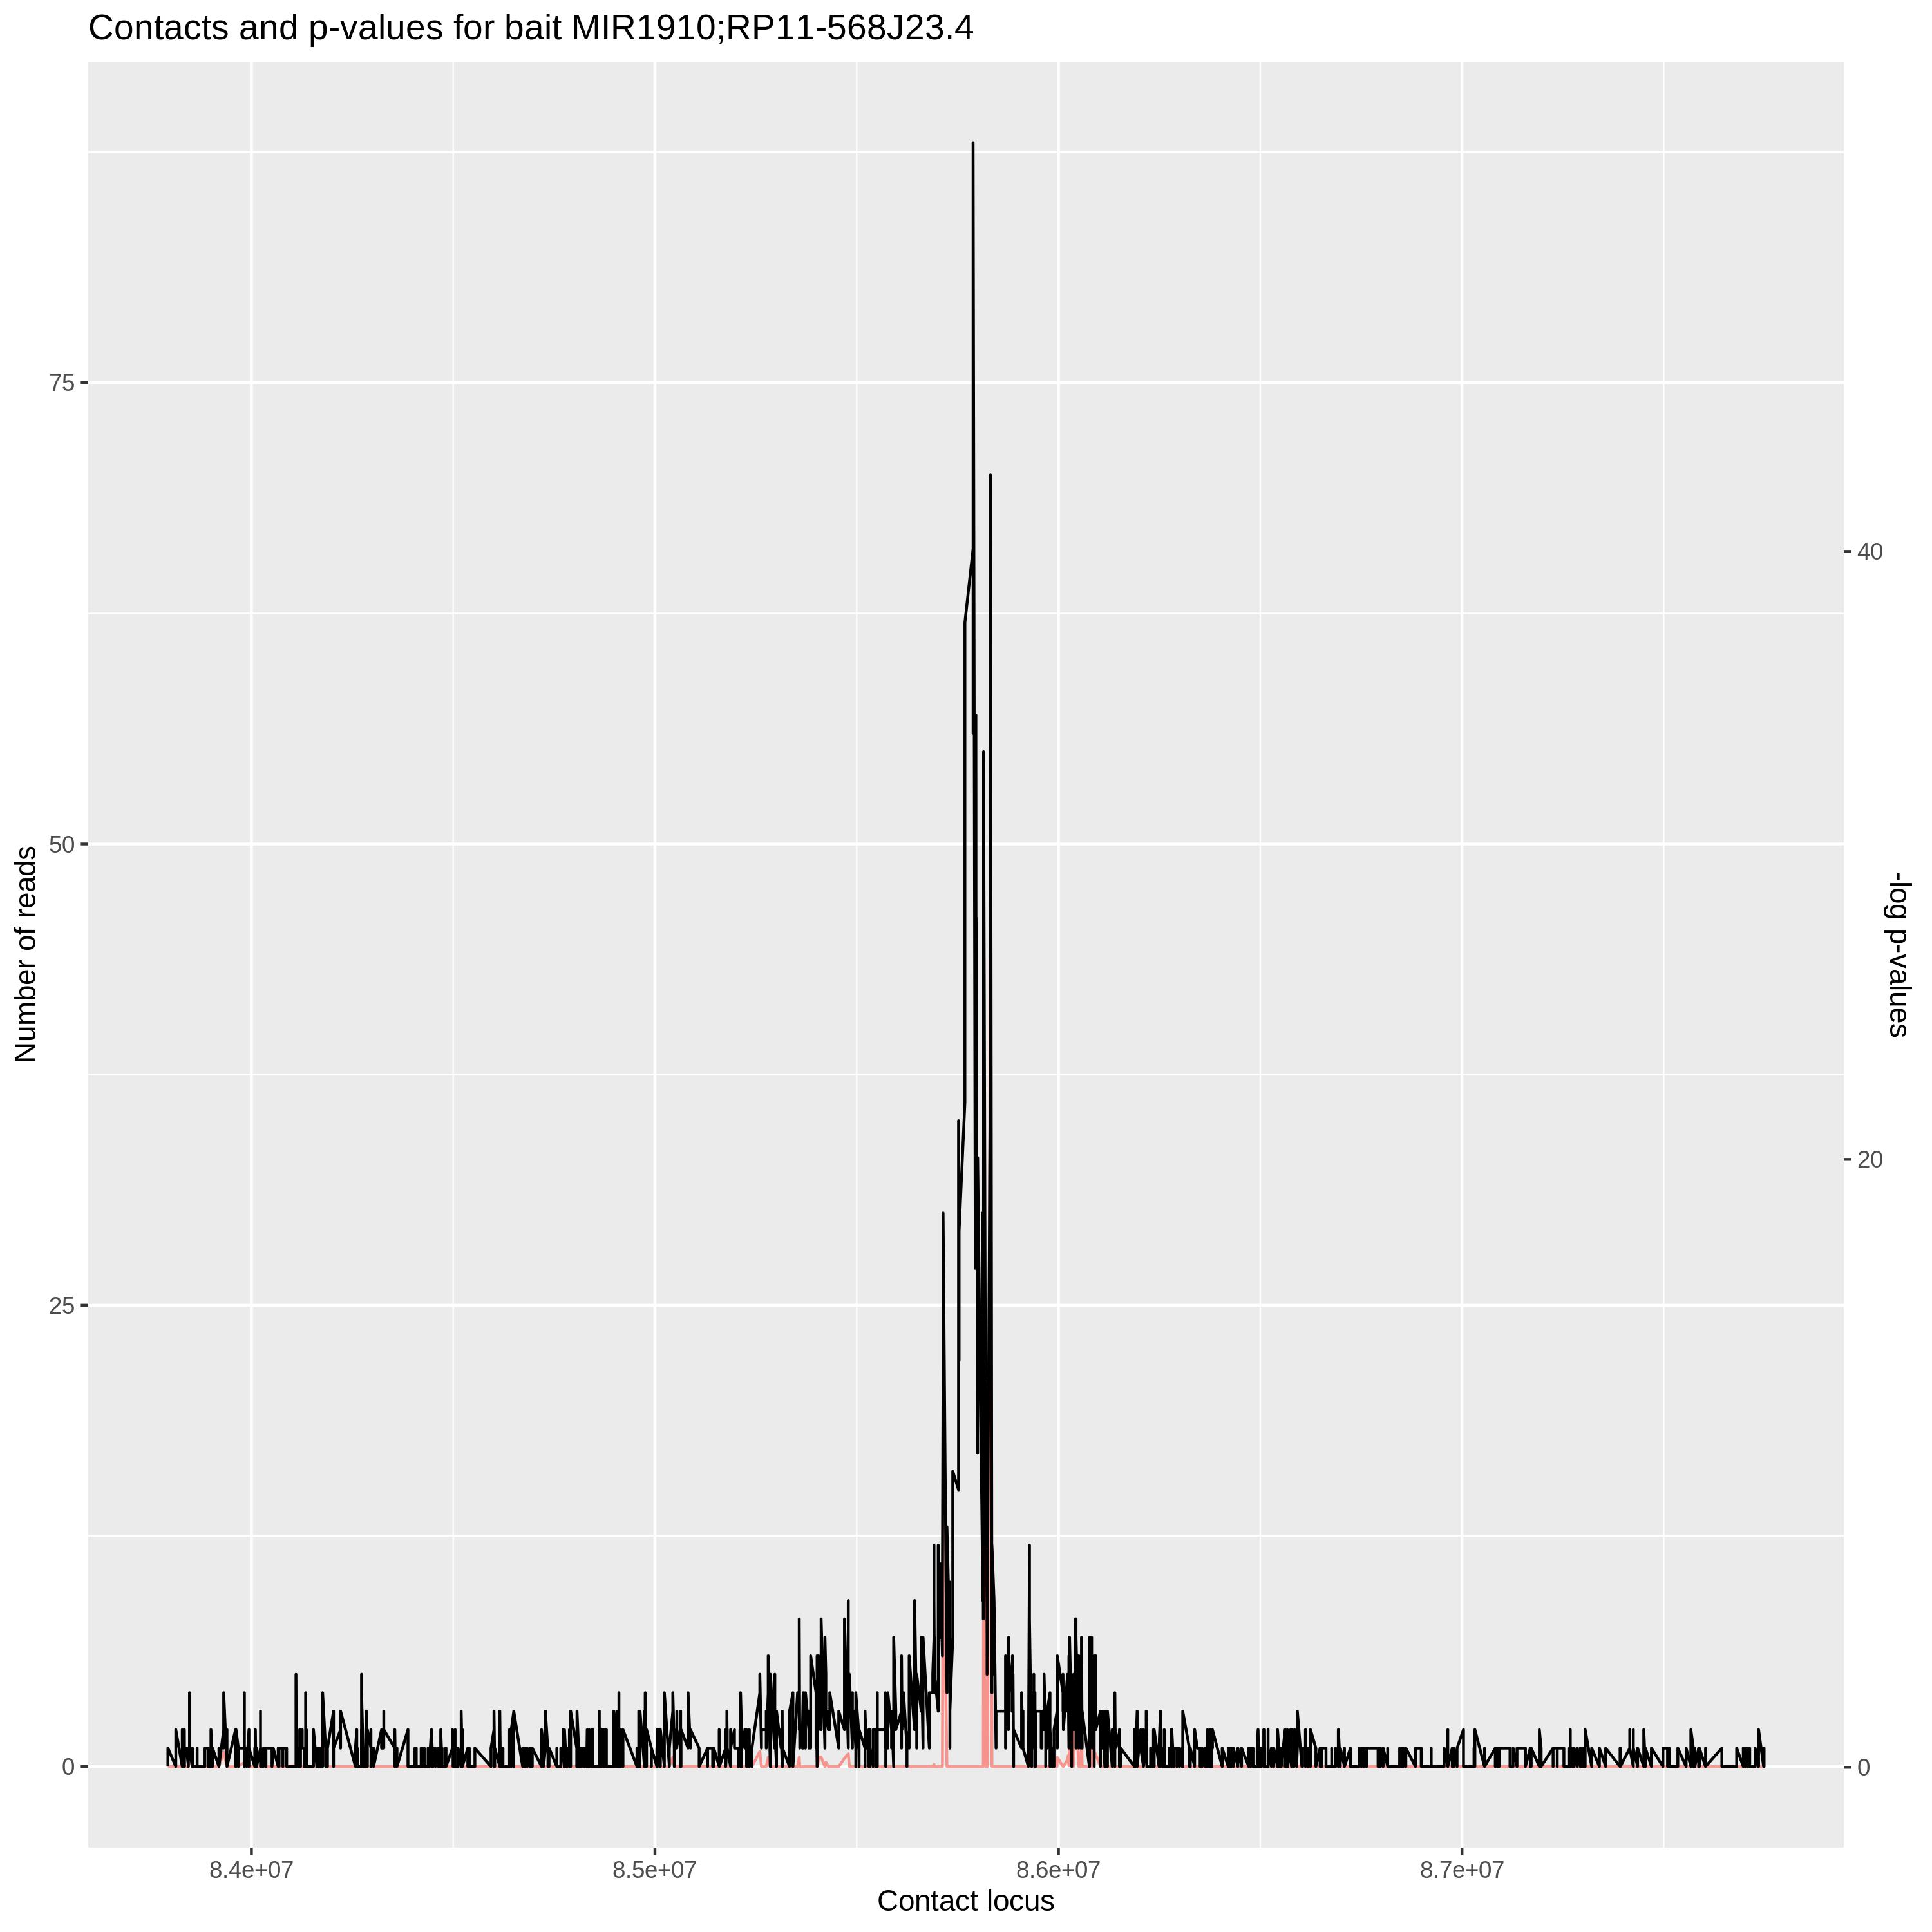 Contacts and p-values for bait MIR1910;RP11-568J23.4
75
50
25
0
Number of reads
40
20
0
-log p-values
8.4e+07 8.5e+07 8.6e+07 8.7e+07
Contact locus